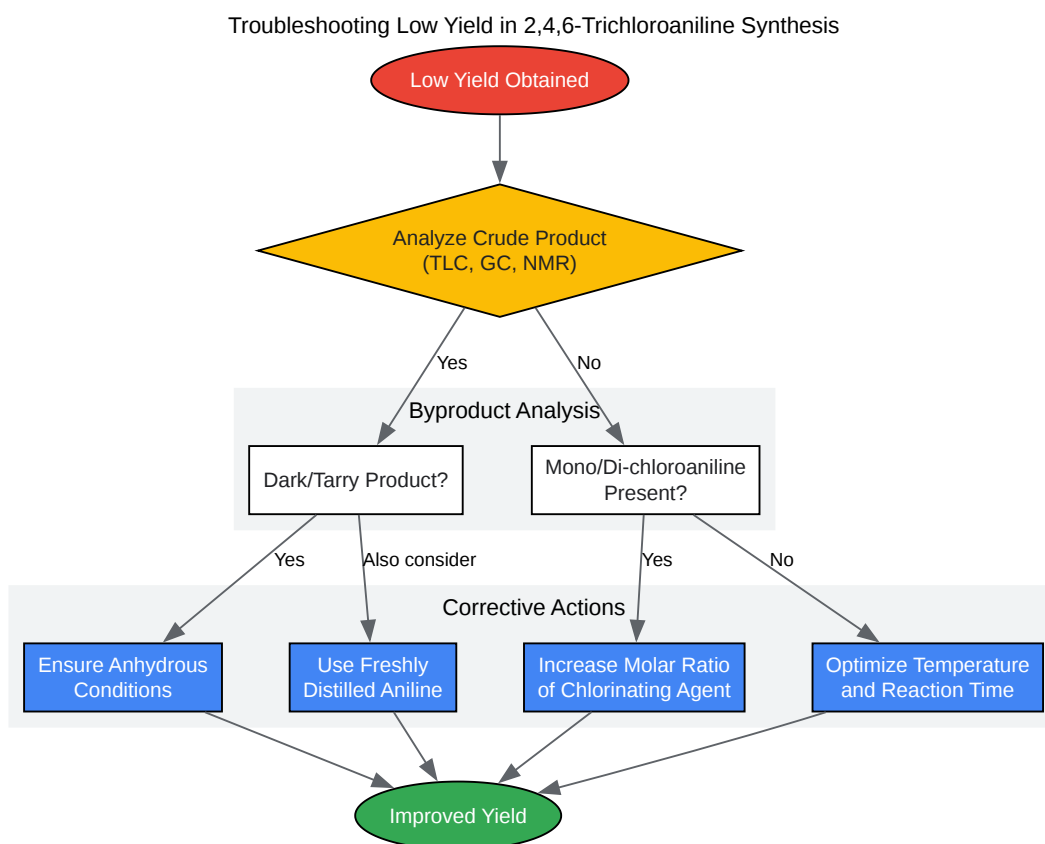 Troubleshooting Low Yield in 2,4,6-Trichloroaniline Synthesis
Low Yield Obtained
Analyze Crude Product
(TLC, GC, NMR)
Yes
No
Byproduct Analysis
Dark/Tarry Product?
Mono/Di-chloroaniline
Present?
Yes
Also consider
Yes
No
Corrective Actions
Ensure Anhydrous
Conditions
Use Freshly
Distilled Aniline
Increase Molar Ratio
of Chlorinating Agent
Optimize Temperature
and Reaction Time
Improved Yield